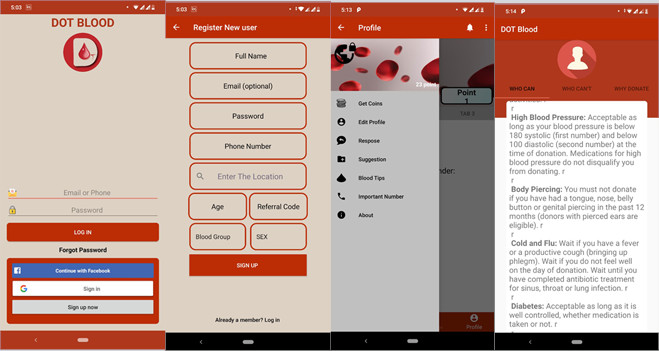 5:03
DOT BLOOD
Email or Phone
Password
LOG IN
Forgot Password
Continue with Facebook
Sign in
Sign up now
5:03
Register New user
Full Name
Email (optional)
Password
Phone Number
Enter The Location
Age
Referral Code
Blood Group
SEX
SIGN UP
Already a member? Log in
5:13
Profile
Get Coins
Edit Profile
Respose
Suggestion
Blood Tips
Important Number
About
Point
1
TAB 3
nder:
Profile
5:14
DOT Blood
WHO CAN
WHO CAN'T
WHY DONATE
r
High Blood Pressure: Acceptable as
long as your blood pressure is below
180 systolic (first number) and below
100 diastolic (second number) at the
time of donation. Medications for high
blood pressure do not disqualify you
from donating. r
r
Body Piercing: You must not donate
if you have had a tongue, nose, belly
button or genital piercing in the past 12
months (donors with pierced ears are
eligible). r
r
Cold and Flu: Wait if you have a fever
or a productive cough (bringing up
phlegm). Wait if you do not feel well
on the day of donation. Wait until you
have completed antibiotic treatment
for sinus, throat or lung infection. r
r
Diabetes: Acceptable as long as it is
well controlled, whether medication
is taken or not. r